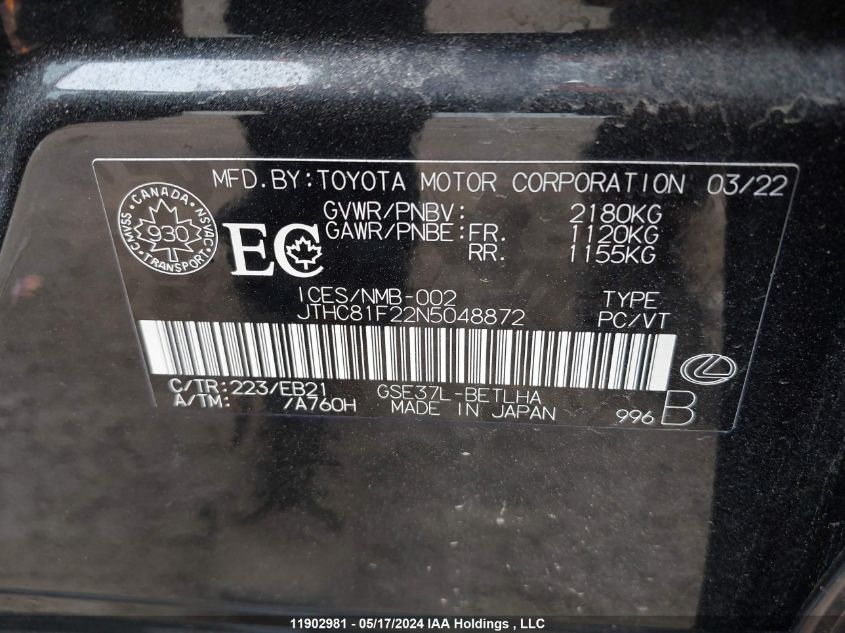 MFD.BY:TOYOTA MOTOR CORPORATION 03/22
CANADA
CMVSS NSVAC
930
TRANSPORT
EC
GVWR/PNBV: 2180KG
GAWR/PNBE:FR. 1120KG
RR. 1155KG
ICES/NMB-002 TYPE
JTHC81F22N5048872 PC/VT
C/TR:223/EB21 GSE37L-BETLHA
A/TM: /A760H MADE IN JAPAN 996 B
11902981 - 05/17/2024 IAA Holdings , LLC